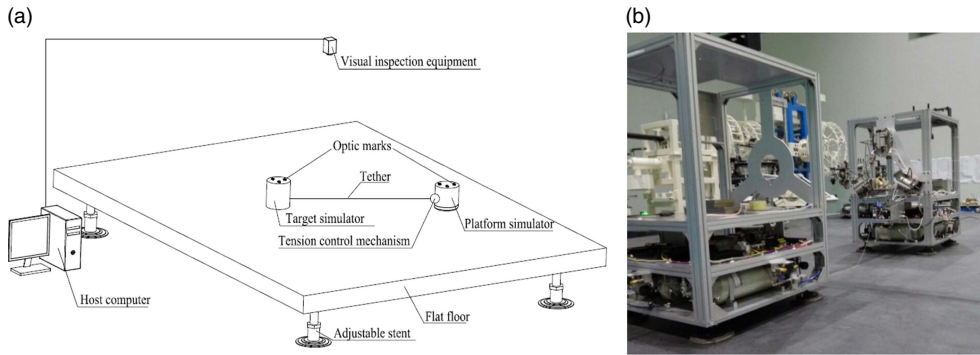 (a)
(b)
Visual inspection equipment
Optic marks
Tether
Target simulator
Platform simulator
Tension control mechanism
Host computer
Flat floor
Adjustable stent